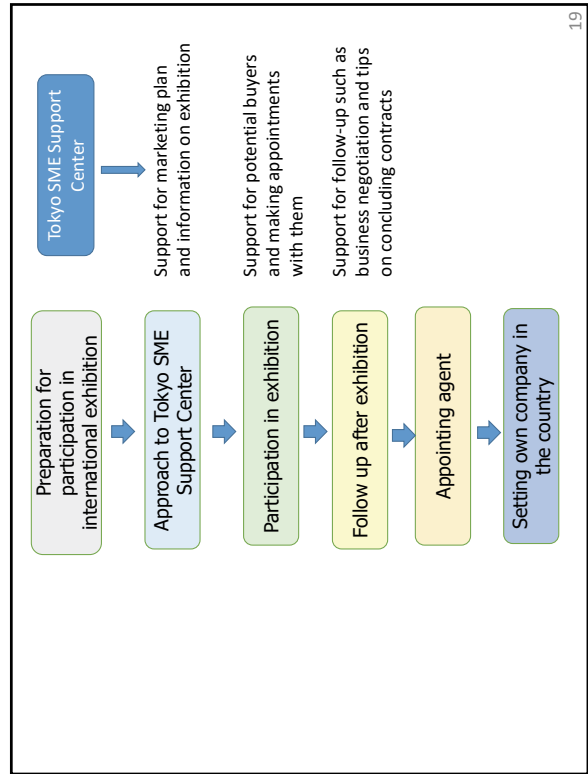 Preparation for
participation in
international exhibition
Approach to Tokyo SME
Support Center
Participation in exhibition
Follow up after exhibition
Appointing agent
Setting own company in
the country
Tokyo SME Support
Center
Support for marketing plan
and information on exhibition
Support for potential buyers
and making appointments
with them
Support for follow-up such as
business negotiation and tips
on concluding contracts
19